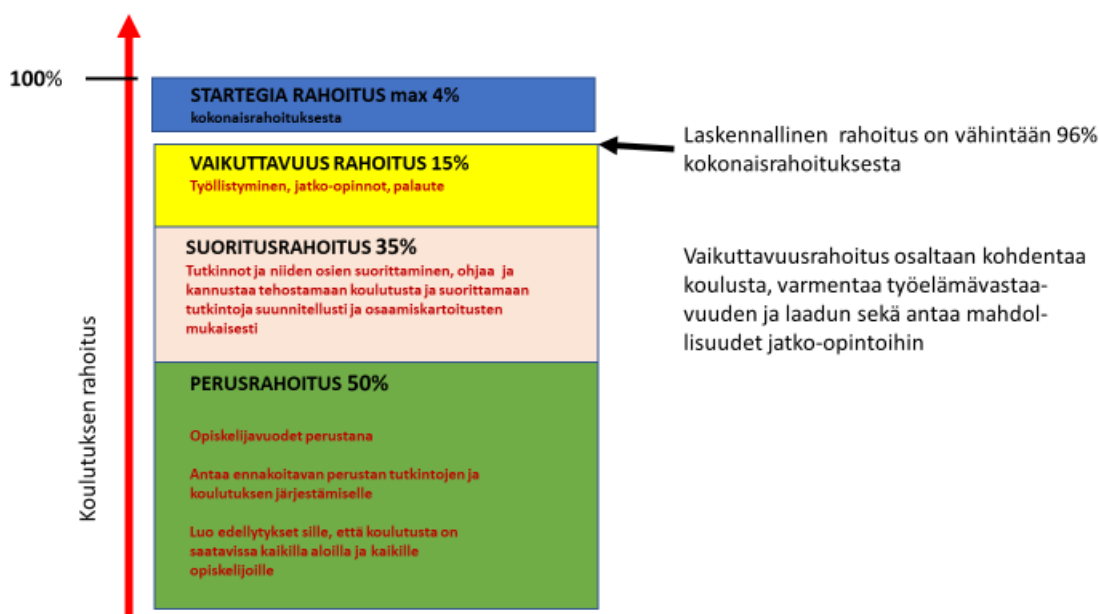 100%
STARTEGIA RAHOITUS max 4%
kokonaisrahoituksesta
VAIKUTTAVUUS RAHOITUS 15%
Työllistyminen, jatko-opinnot, palaute
SUORITUSRAHOITUS 35%
Tutkinnot ja niiden osien suorittaminen, ohjaa ja
kannustaa tehostamaan koulutusta ja suorittamaan
tutkintoja suunnitellusti ja osaamiskartoitusten
mukaisesti
PERUSRAHOITUS 50%
Opiskelijavuodet perustana
Antaa ennakoitavan perustan tutkintojen ja
koulutuksen järjestämiselle
Luo edellytykset sille, että koulutusta on
saatavissa kaikilla aloilla ja kaikille
opiskelijoille
Koulutuksen rahoitus
Laskennallinen rahoitus on vähintään 96%
kokonaisrahoituksesta
Vaikuttavuusrahoitus osaltaan kohdentaa
koulusta, varmentaa työelämävastaa-
vuuden ja laadun sekä antaa mahdol-
lisuudet jatko-opintoihin